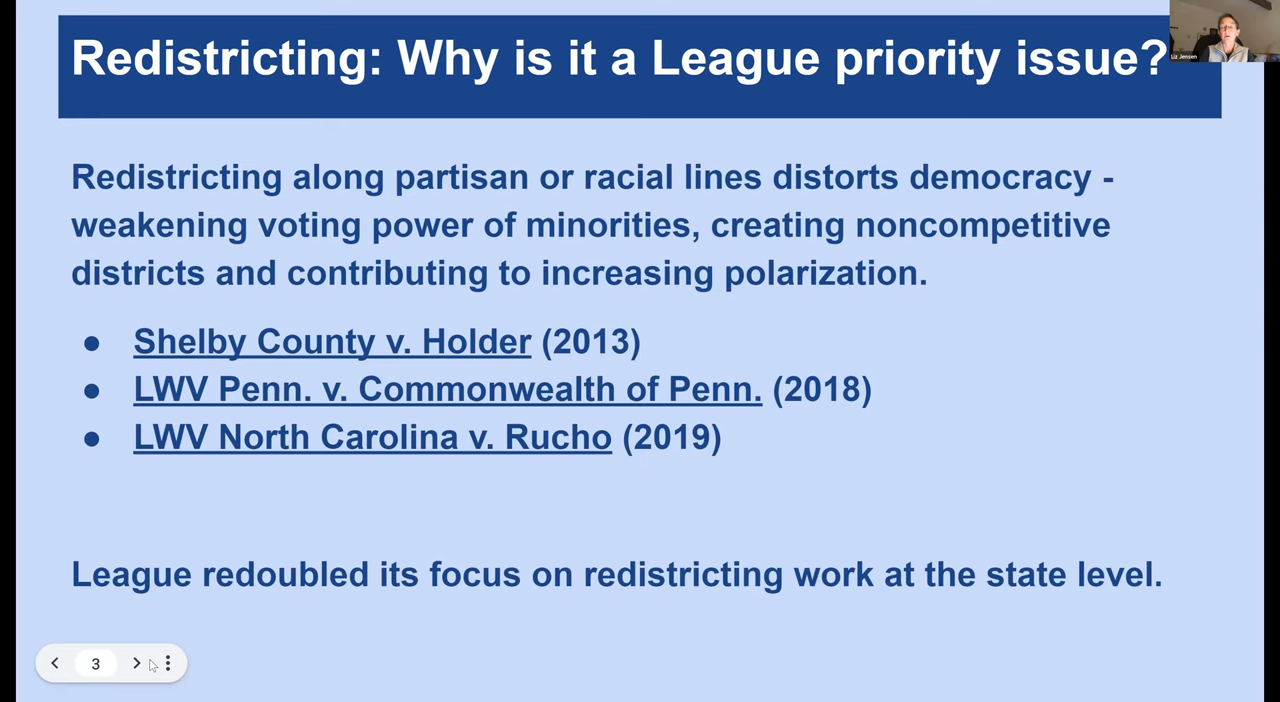 Redistricting: Why is it a League priority issue?
Liz Jensen
Redistricting along partisan or racial lines distorts democracy -
weakening voting power of minorities, creating noncompetitive
districts and contributing to increasing polarization.
● Shelby County v. Holder (2013)
● LWV Penn. v. Commonwealth of Penn. (2018)
● LWV North Carolina v. Rucho (2019)
League redoubled its focus on redistricting work at the state level.
3